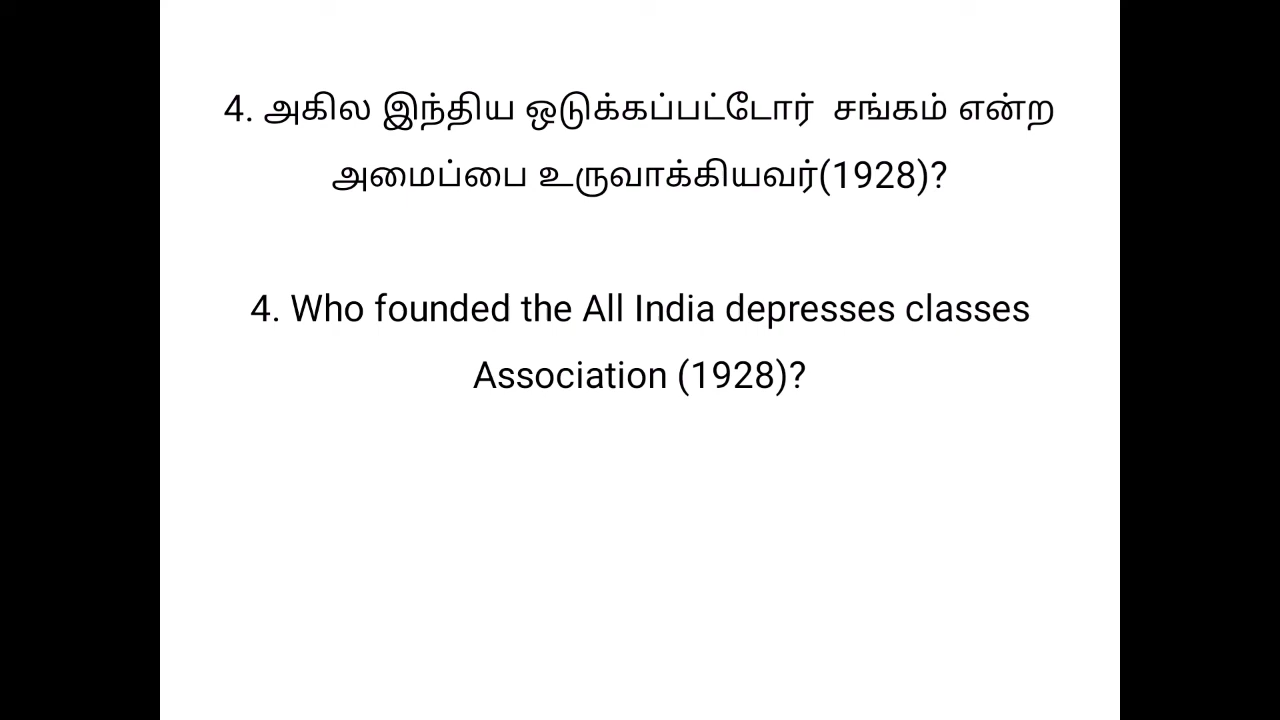 4. அகில இந்திய ஒடுக்கப்பட்டோர்  சங்கம் என்ற
அமைப்பை உருவாக்கியவர்(1928)?
4. Who founded the All India depresses classes
Association (1928)?